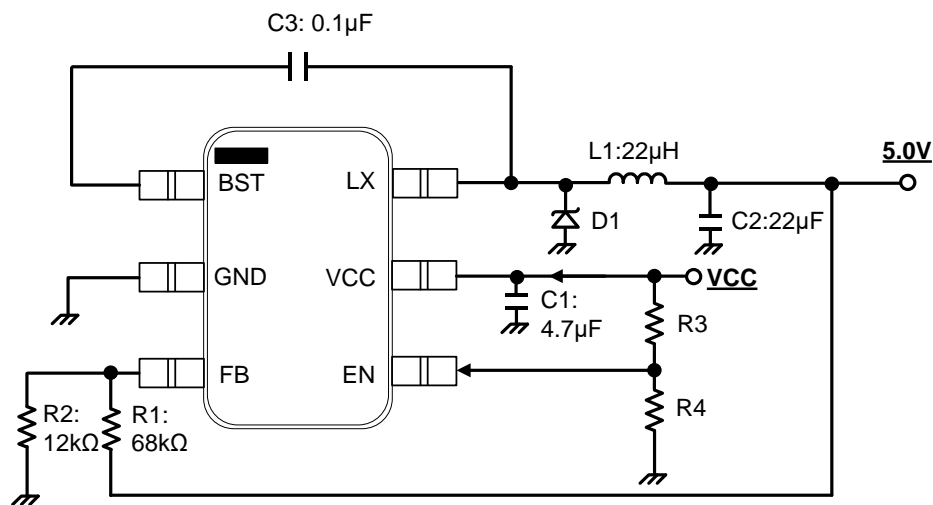 C3: 0.1µF
BST
LX
L1:22µH
5.0V
D1
C2:22µF
GND
VCC
VCC
C1:
4.7µF
R3
FB
EN
R2:
12kΩ
R1:
68kΩ
R4